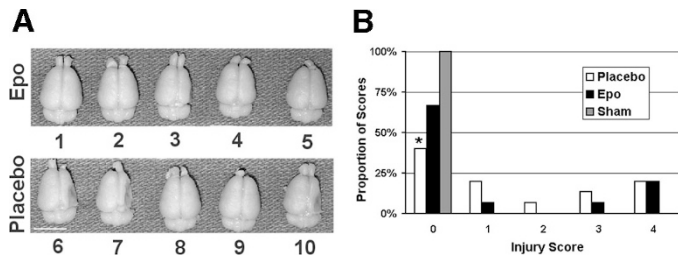 A
Epo
1 2 3 4 5
Placebo
6 7 8 9 10
B
Proportion of Scores
100%
75%
50%
25%
0%
*
Placebo
Epo
Sham
0 1 2 3 4
Injury Score